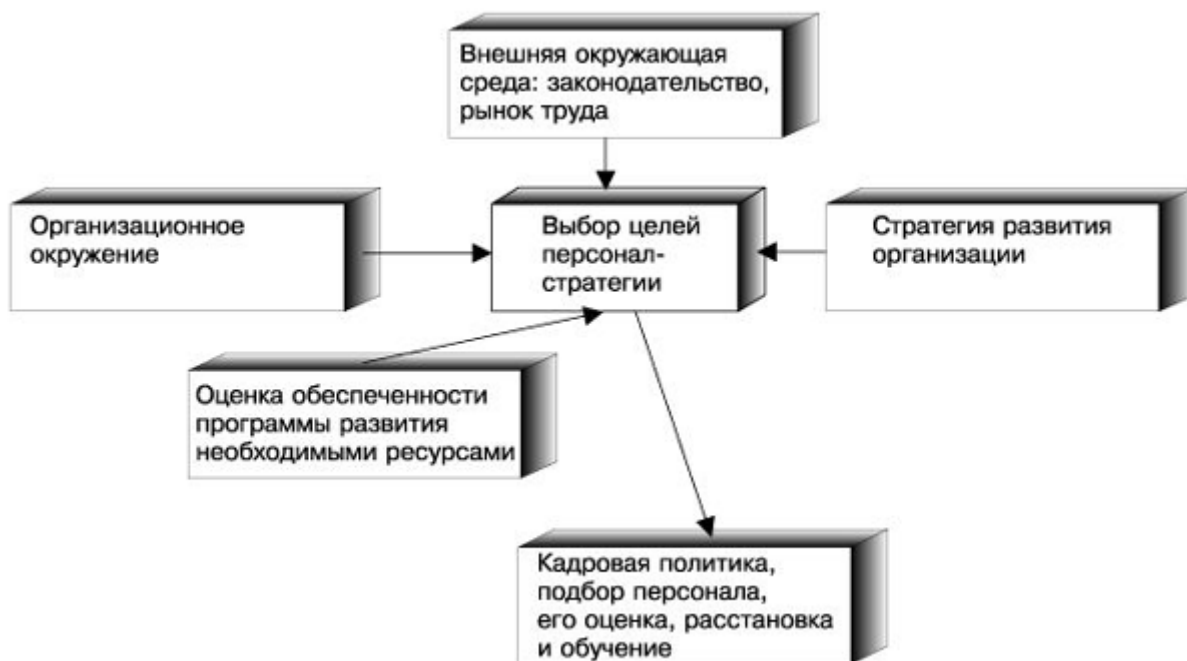 Внешняя окружающая
среда: законодательство,
рынок труда
Организационное
окружение
Выбор целей
персонал-
стратегии
Стратегия развития
организации
Оценка обеспеченности
программы развития
необходимыми ресурсами
Кадровая политика,
подбор персонала,
его оценка, расстановка
и обучение